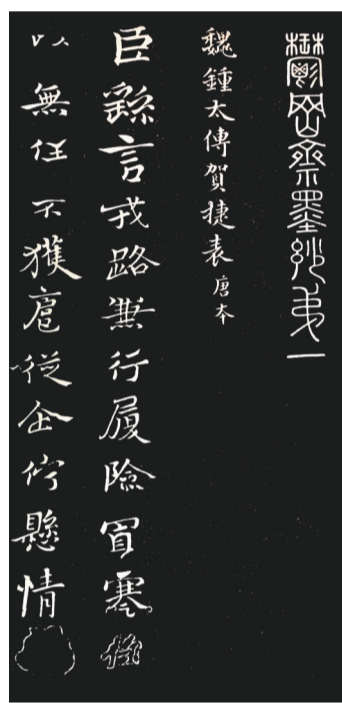 鬱岡齋墨妙弟一
魏鍾太傅賀捷表唐本
臣繇言戎路兼行履險冒寒
以無任不獲扈從企佇懸情